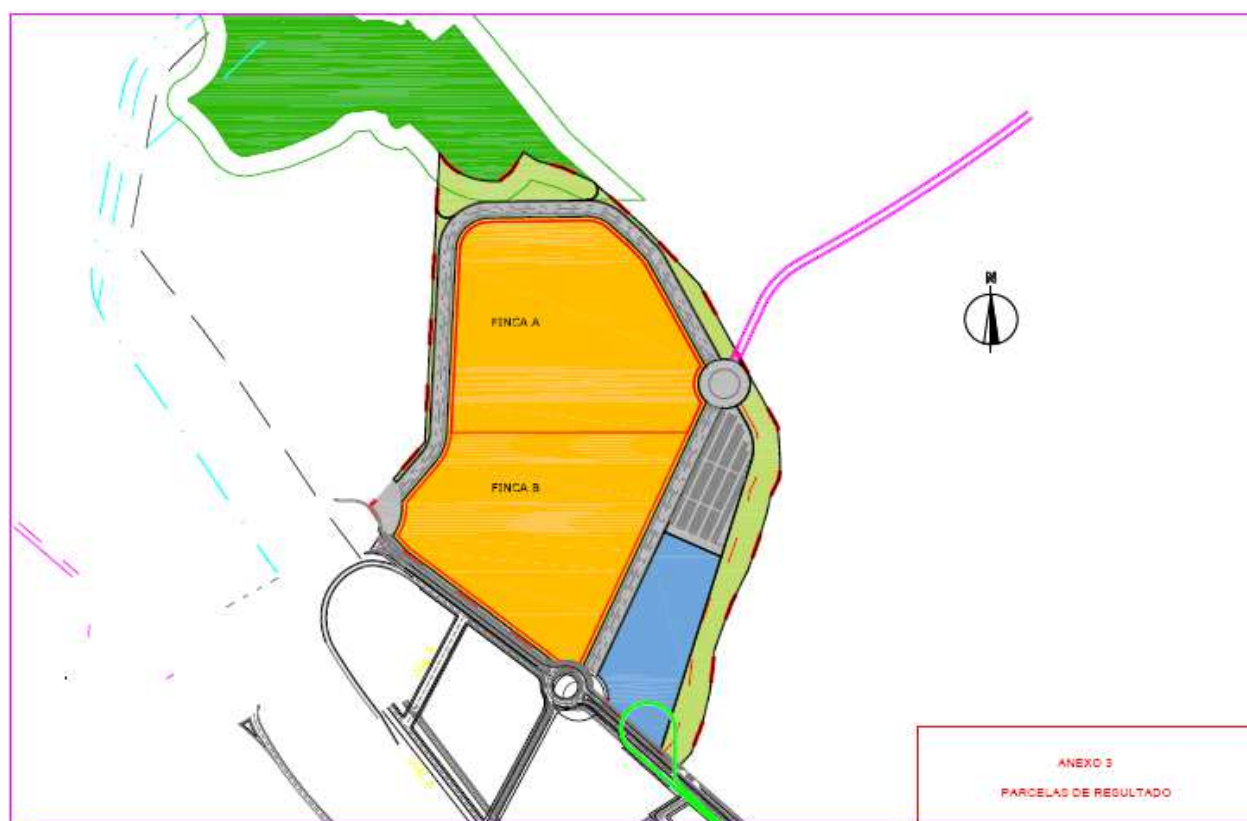 N
FINCA A
FINCA B
ANEXO 3
PARCELAS DE RESULTADO